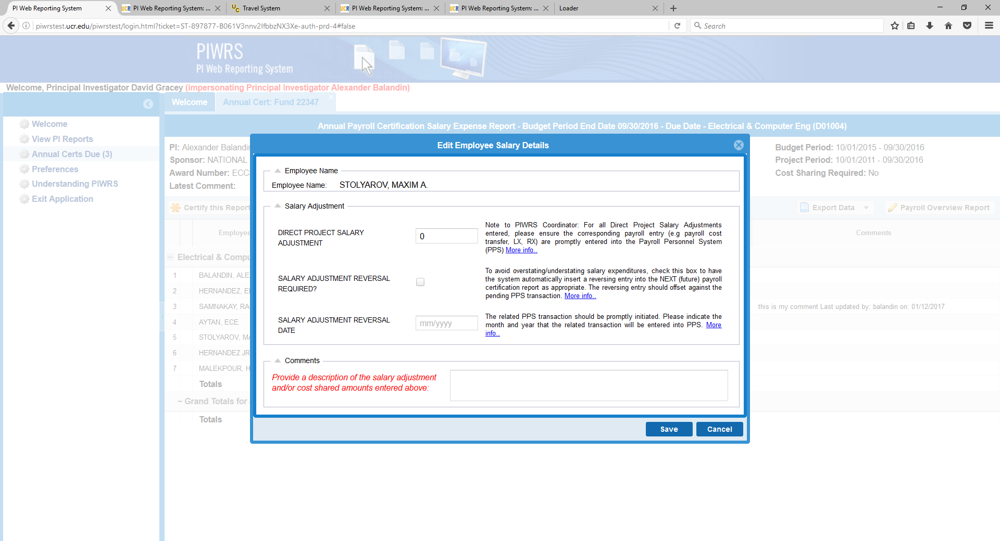 PI Web Reporting System
PI Web Reporting System: ...
Travel System
PI Web Reporting System: ...
PI Web Reporting System: ...
Loader
piwrstest.ucr.edu/piwrstest/login.html?ticket=ST-897877-B061V3nnv2IfbbzNX3Xe-auth-prd-4#false
Search
PIWRS
PI Web Reporting System
Welcome, Principal Investigator David Gracey (impersonating Principal Investigator Alexander Balandin)
Welcome
Annual Cert: Fund 22347
Welcome
View PI Reports
Annual Certs Due (3)
Preferences
Understanding PIWRS
Exit Application
Annual Payroll Certification Salary Expense Report - Budget Period End Date 09/30/2016 - Due Date - Electrical & Computer Eng (D01004)
PI: Alexander Balandin
Sponsor: NATIONAL
Award Number: ECC
Latest Comment:
Budget Period: 10/01/2015 - 09/30/2016
Project Period: 10/01/2011 - 09/30/2016
Cost Sharing Required: No
Certify this Report
Export Data
Payroll Overview Report
Employee
Comments
Electrical & Compu
1 BALANDIN, ALE
2 HERNANDEZ, E
3 SAMNAKAY, RA
this is my comment Last updated by: balandin on: 01/12/2017
4 AYTAN, ECE
5 STOLYAROV, MA
6 HERNANDEZ JR
7 MALEKPOUR, H
Totals
~ Grand Totals for
Totals
Edit Employee Salary Details
Employee Name
Employee Name: STOLYAROV, MAXIM A.
Salary Adjustment
DIRECT PROJECT SALARY
ADJUSTMENT
0
Note to PIWRS Coordinator: For all Direct Project Salary Adjustments
entered, please ensure the corresponding payroll entry (e.g payroll cost
transfer, LX, RX) are promptly entered into the Payroll Personnel System
(PPS) More info..
SALARY ADJUSTMENT REVERSAL
REQUIRED?
To avoid overstating/understating salary expenditures, check this box to have
the system automatically insert a reversing entry into the NEXT (future) payroll
certification report as appropriate. The reversing entry should offset against the
pending PPS transaction. More info..
SALARY ADJUSTMENT REVERSAL
DATE
mm/yyyy
The related PPS transaction should be promptly initiated. Please indicate the
month and year that the related transaction will be entered into PPS. More
info..
Comments
Provide a description of the salary adjustment
and/or cost shared amounts entered above:
Save
Cancel